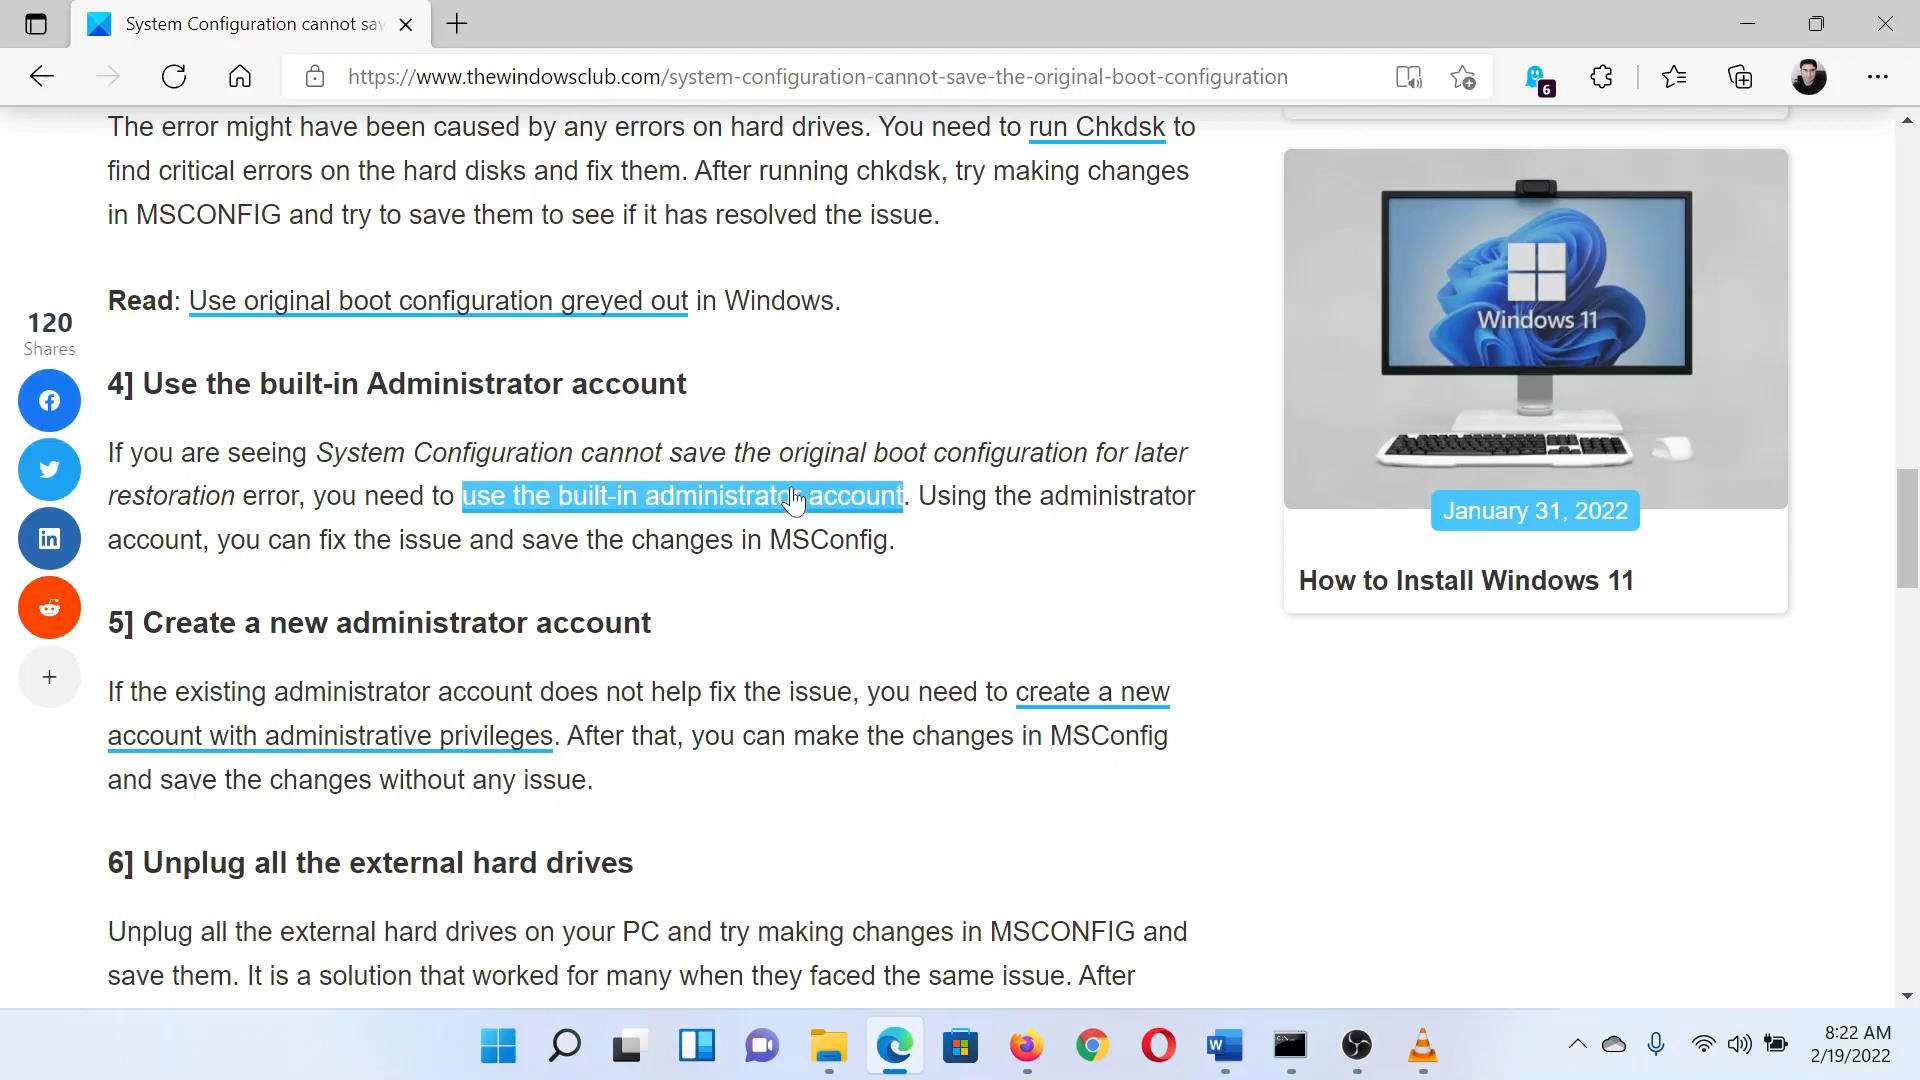 System Configuration cannot sav
https://www.thewindowsclub.com/system-configuration-cannot-save-the-original-boot-configuration
6
The error might have been caused by any errors on hard drives. You need to run Chkdsk to
find critical errors on the hard disks and fix them. After running chkdsk, try making changes
in MSCONFIG and try to save them to see if it has resolved the issue.
Read: Use original boot configuration greyed out in Windows.
120
Shares
4] Use the built-in Administrator account
If you are seeing System Configuration cannot save the original boot configuration for later
restoration error, you need to use the built-in administrator account. Using the administrator
account, you can fix the issue and save the changes in MSConfig.
5] Create a new administrator account
If the existing administrator account does not help fix the issue, you need to create a new
account with administrative privileges. After that, you can make the changes in MSConfig
and save the changes without any issue.
6] Unplug all the external hard drives
Unplug all the external hard drives on your PC and try making changes in MSCONFIG and
save them. It is a solution that worked for many when they faced the same issue. After
Windows 11
January 31, 2022
How to Install Windows 11
8:22 AM
2/19/2022